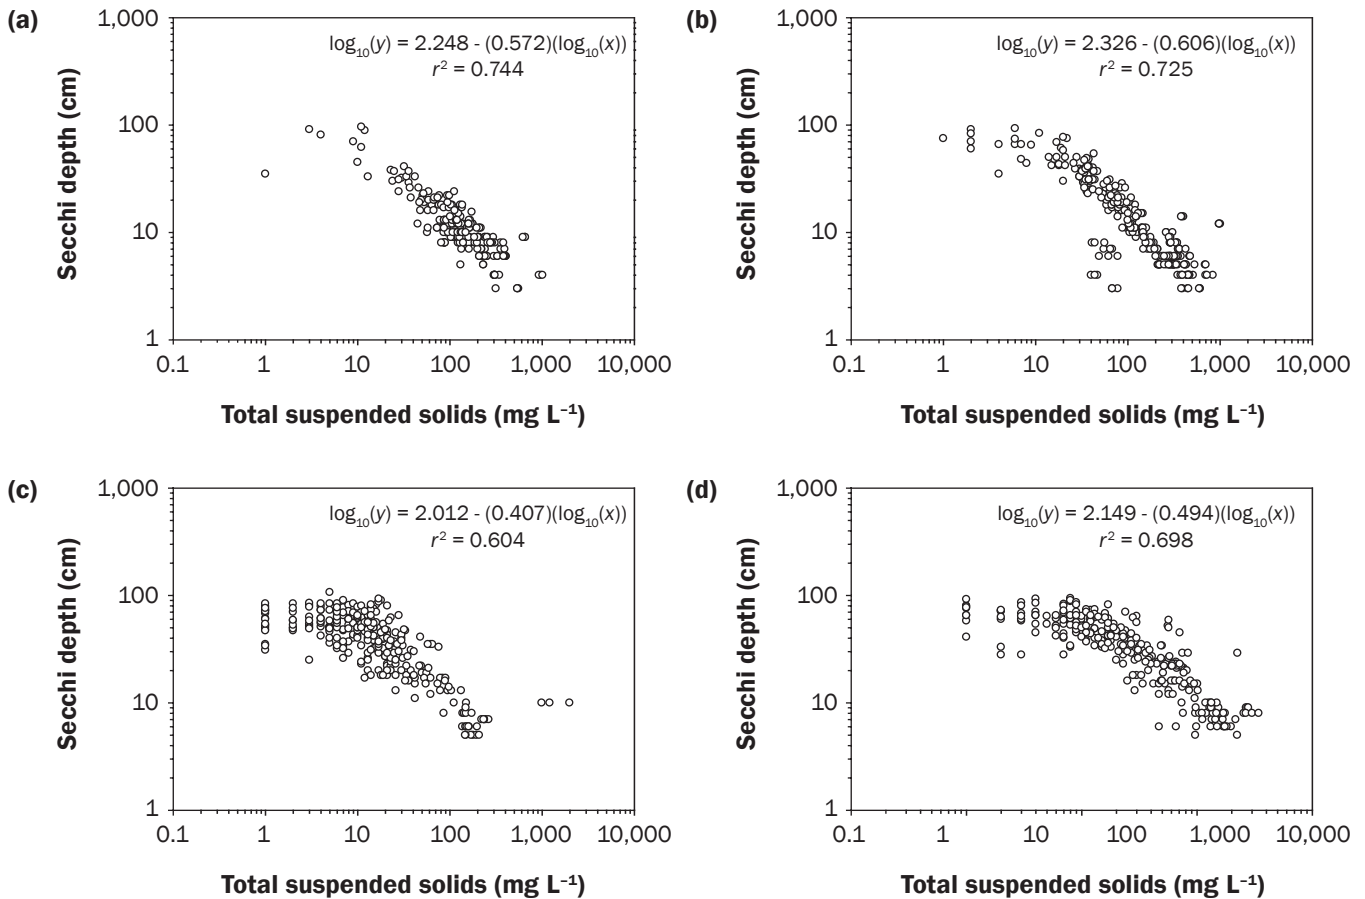 (a)
1,000
100
10
1
Secchi depth (cm)
log₁₀(y) = 2.248 - (0.572)(log₁₀(x))
r² = 0.744
0.1 1 10 100 1,000 10,000
Total suspended solids (mg L⁻¹)
(b)
1,000
100
10
1
Secchi depth (cm)
log₁₀(y) = 2.326 - (0.606)(log₁₀(x))
r² = 0.725
0.1 1 10 100 1,000 10,000
Total suspended solids (mg L⁻¹)
(c)
1,000
100
10
1
Secchi depth (cm)
log₁₀(y) = 2.012 - (0.407)(log₁₀(x))
r² = 0.604
0.1 1 10 100 1,000 10,000
Total suspended solids (mg L⁻¹)
(d)
1,000
100
10
1
Secchi depth (cm)
log₁₀(y) = 2.149 - (0.494)(log₁₀(x))
r² = 0.698
0.1 1 10 100 1,000 10,000
Total suspended solids (mg L⁻¹)